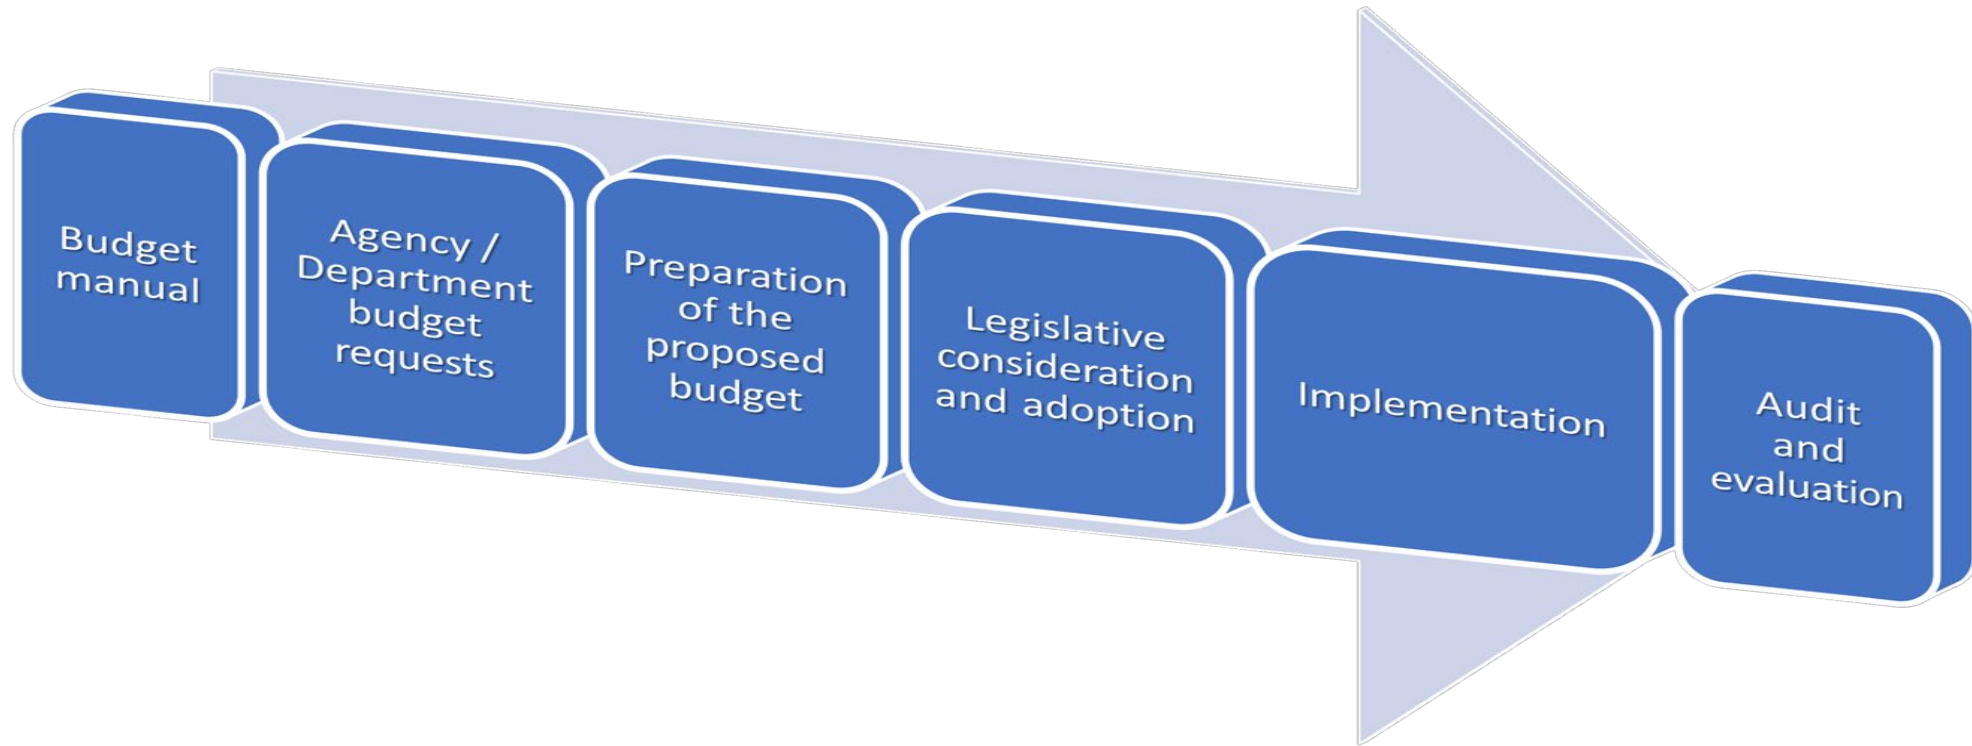 Budget
manual
Agency /
Department
budget
requests
Preparation
of the
proposed
budget
Legislative
consideration
and adoption
Implementation
Audit
and
evaluation